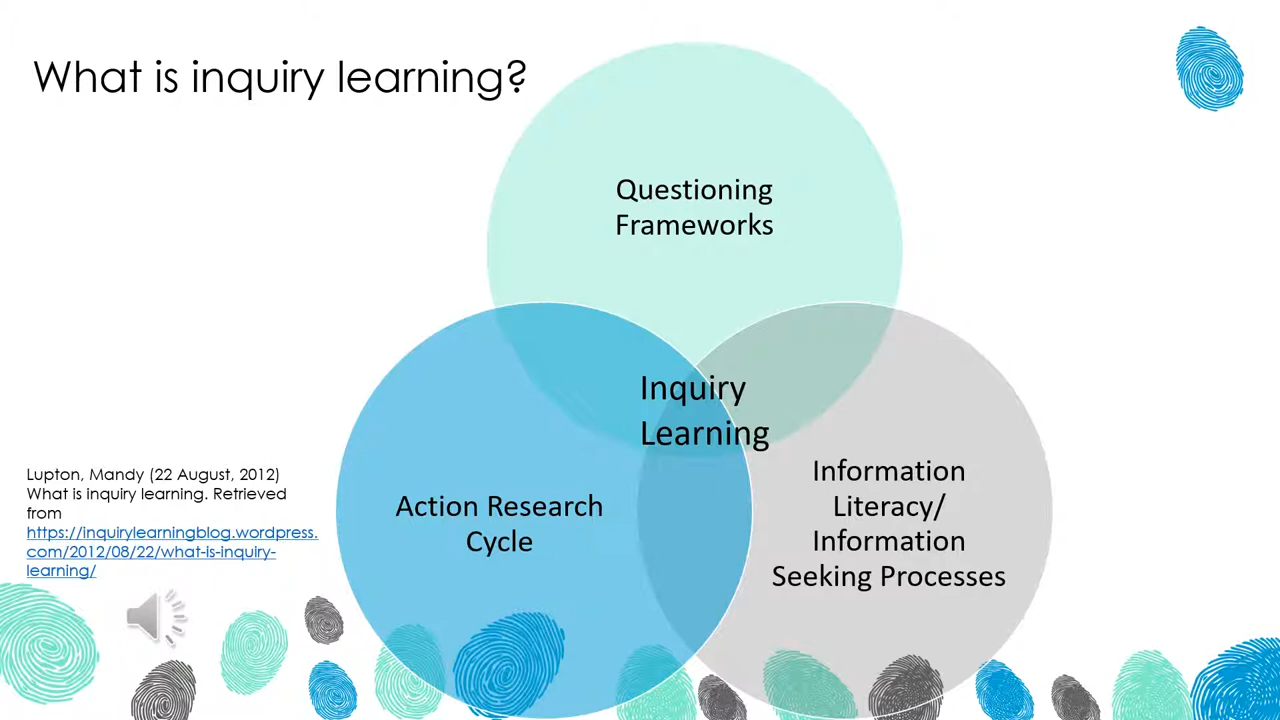 What is inquiry learning?
Questioning
Frameworks
Inquiry
Learning
Action Research
Cycle
Information
Literacy/
Information
Seeking Processes
Lupton, Mandy (22 August, 2012)
What is inquiry learning. Retrieved
from
https://inquirylearningblog.wordpress.
com/2012/08/22/what-is-inquiry-
learning/